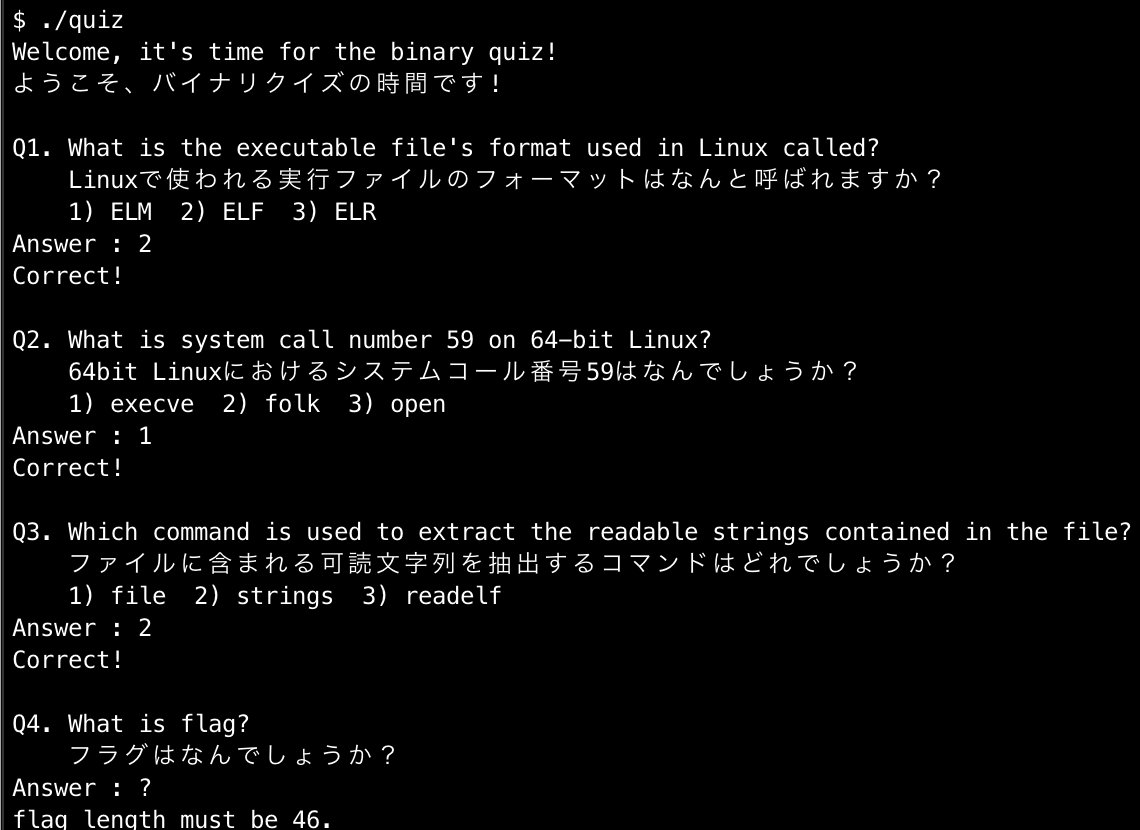 $ ./quiz
Welcome, it's time for the binary quiz!
ようこそ、バイナリクイズの時間です!
Q1. What is the executable file's format used in Linux called?
Linuxで使われる実行ファイルのフォーマットはなんと呼ばれますか？
1) ELM  2) ELF  3) ELR
Answer : 2
Correct!
Q2. What is system call number 59 on 64-bit Linux?
64bit Linuxにおけるシステムコール番号59はなんでしょうか？
1) execve  2) folk  3) open
Answer : 1
Correct!
Q3. Which command is used to extract the readable strings contained in the file?
ファイルに含まれる可読文字列を抽出するコマンドはどれでしょうか？
1) file  2) strings  3) readelf
Answer : 2
Correct!
Q4. What is flag?
フラグはなんでしょうか？
Answer : ?
flag length must be 46.